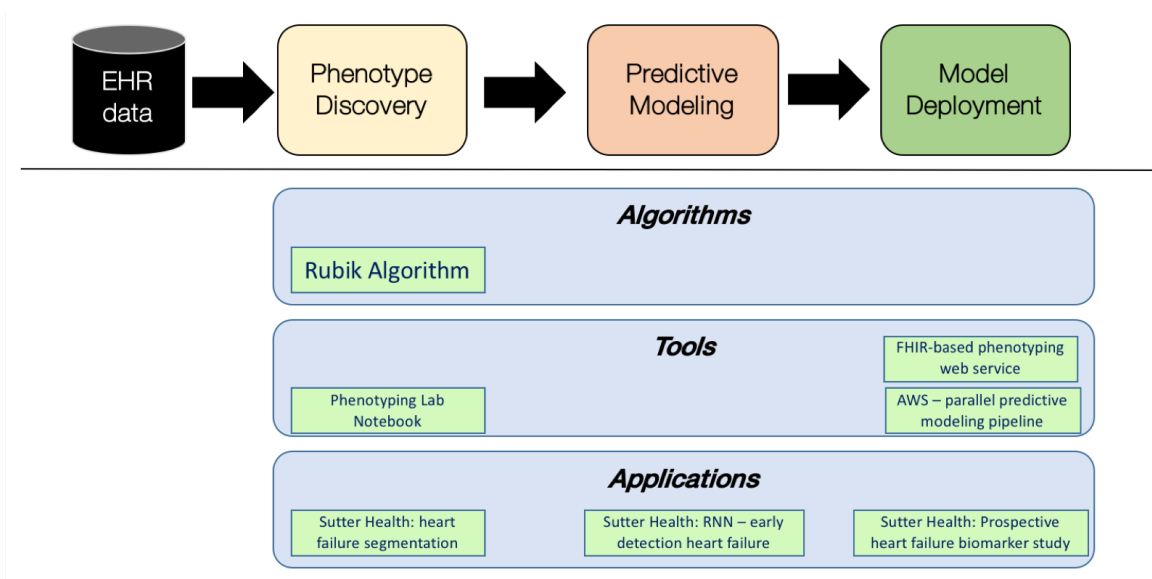 EHR
data
Phenotype
Discovery
Predictive
Modeling
Model
Deployment
Algorithms
Rubik Algorithm
Tools
FHIR-based phenotyping
web service
Phenotyping Lab
Notebook
AWS – parallel predictive
modeling pipeline
Applications
Sutter Health: heart
failure segmentation
Sutter Health: RNN – early
detection heart failure
Sutter Health: Prospective
heart failure biomarker study